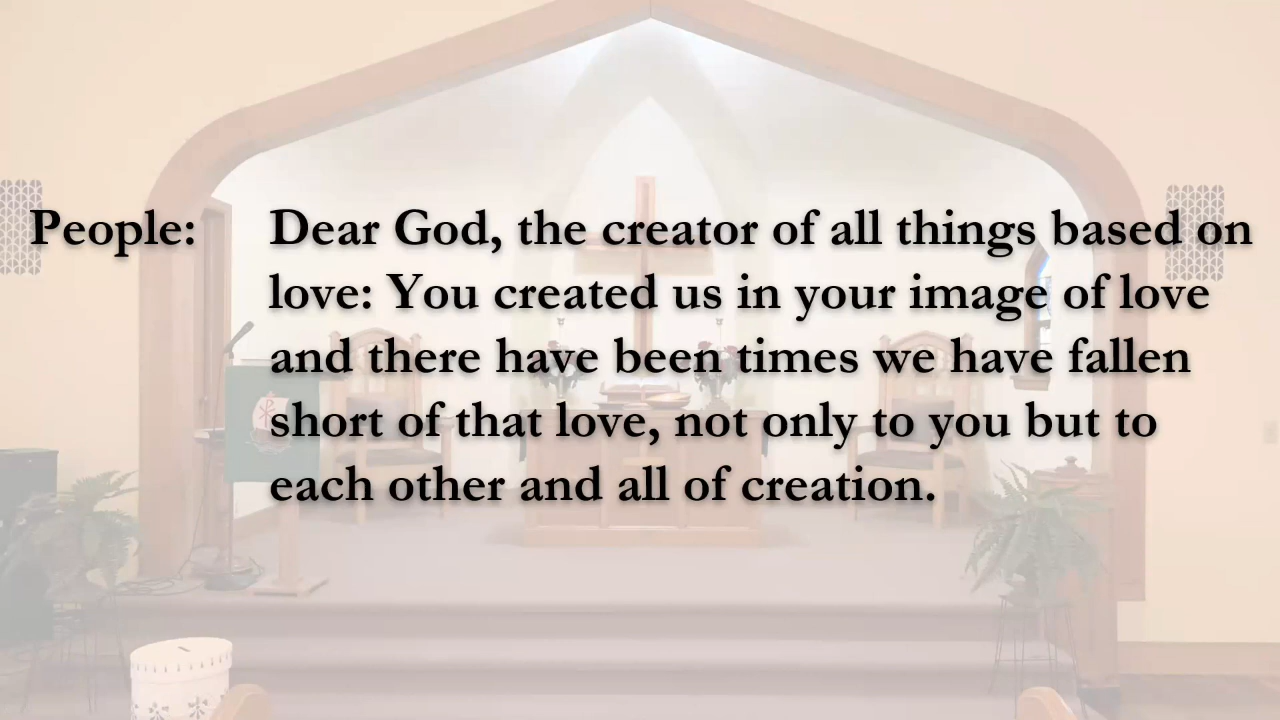 People: Dear God, the creator of all things based on
love: You created us in your image of love
and there have been times we have fallen
short of that love, not only to you but to
each other and all of creation.